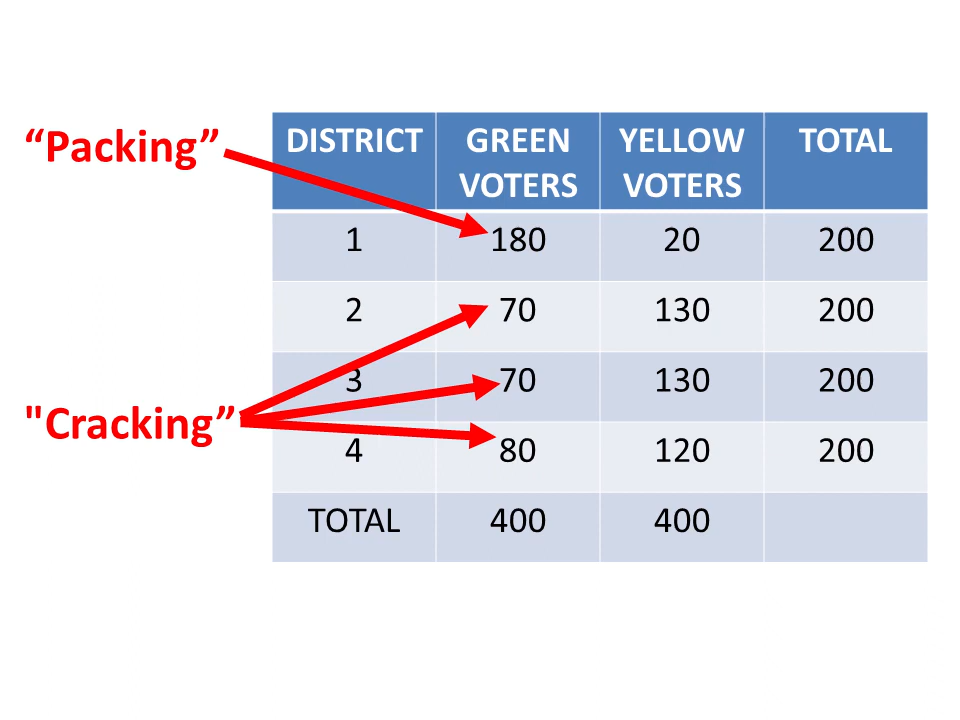 “Packing”
DISTRICT GREEN VOTERS YELLOW VOTERS TOTAL
1 180 20 200
2 70 130 200
3 70 130 200
"Cracking”
4 80 120 200
TOTAL 400 400